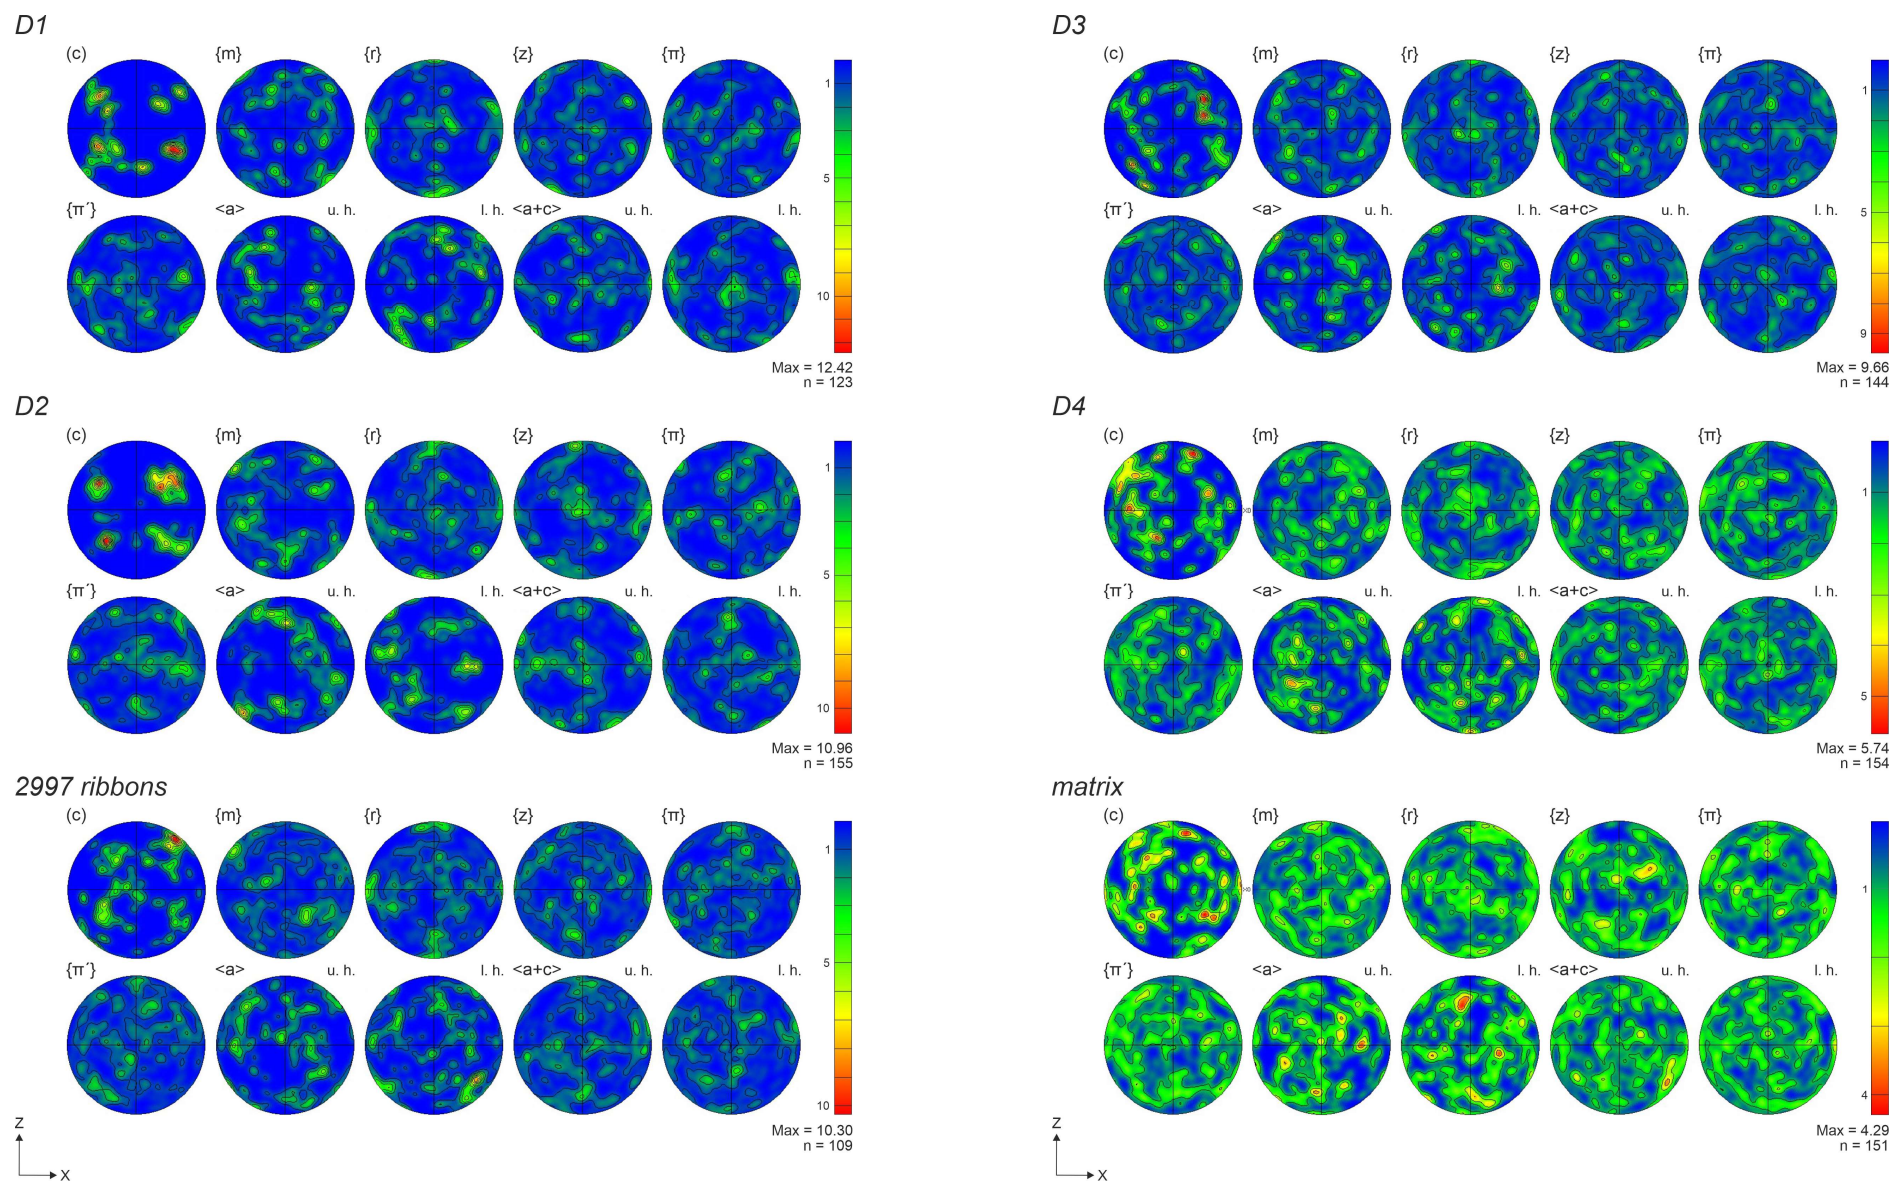 D1
(c) {m} {r} {z} {π}
1
{π´} <a> u. h. l. h. <a+c> u. h. l. h.
5
10
Max = 12.42
n = 123
D3
(c) {m} {r} {z} {π}
1
{π´} <a> u. h. l. h. <a+c> u. h. l. h.
5
9
Max = 9.66
n = 144
D2
(c) {m} {r} {z} {π}
1
{π´} <a> u. h. l. h. <a+c> u. h. l. h.
5
10
Max = 10.96
n = 155
D4
(c) {m} {r} {z} {π}
1
{π´} <a> u. h. l. h. <a+c> u. h. l. h.
5
Max = 5.74
n = 154
2997 ribbons
(c) {m} {r} {z} {π}
1
{π´} <a> u. h. l. h. <a+c> u. h. l. h.
5
10
Max = 10.30
n = 109
Z
X
matrix
(c) {m} {r} {z} {π}
1
{π´} <a> u. h. l. h. <a+c> u. h. l. h.
4
Max = 4.29
n = 151
Z
X